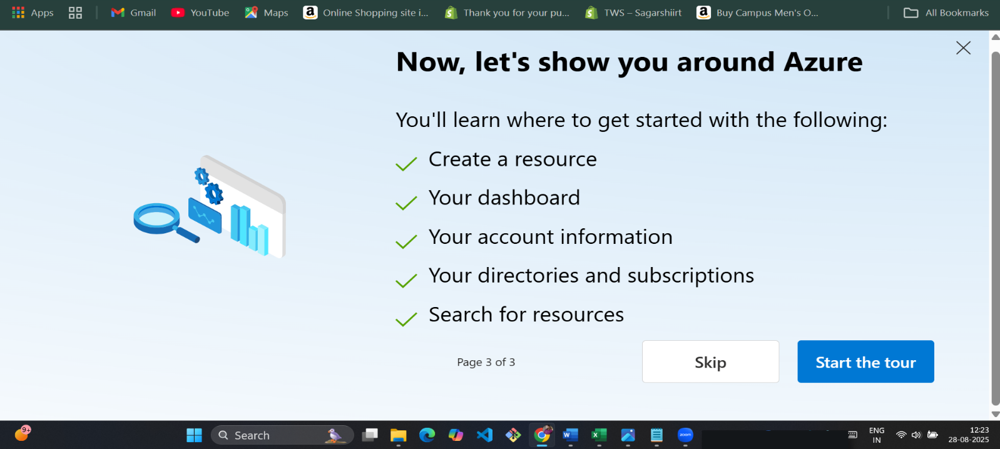 Apps Gmail YouTube Maps Online Shopping site i... Thank you for your pu... TWS – Sagarshiirt Buy Campus Men's O... All Bookmarks
Now, let's show you around Azure
You'll learn where to get started with the following:
Create a resource
Your dashboard
Your account information
Your directories and subscriptions
Search for resources
Page 3 of 3 Skip Start the tour
9+ Search zoom ENG IN 12:23
28-08-2025